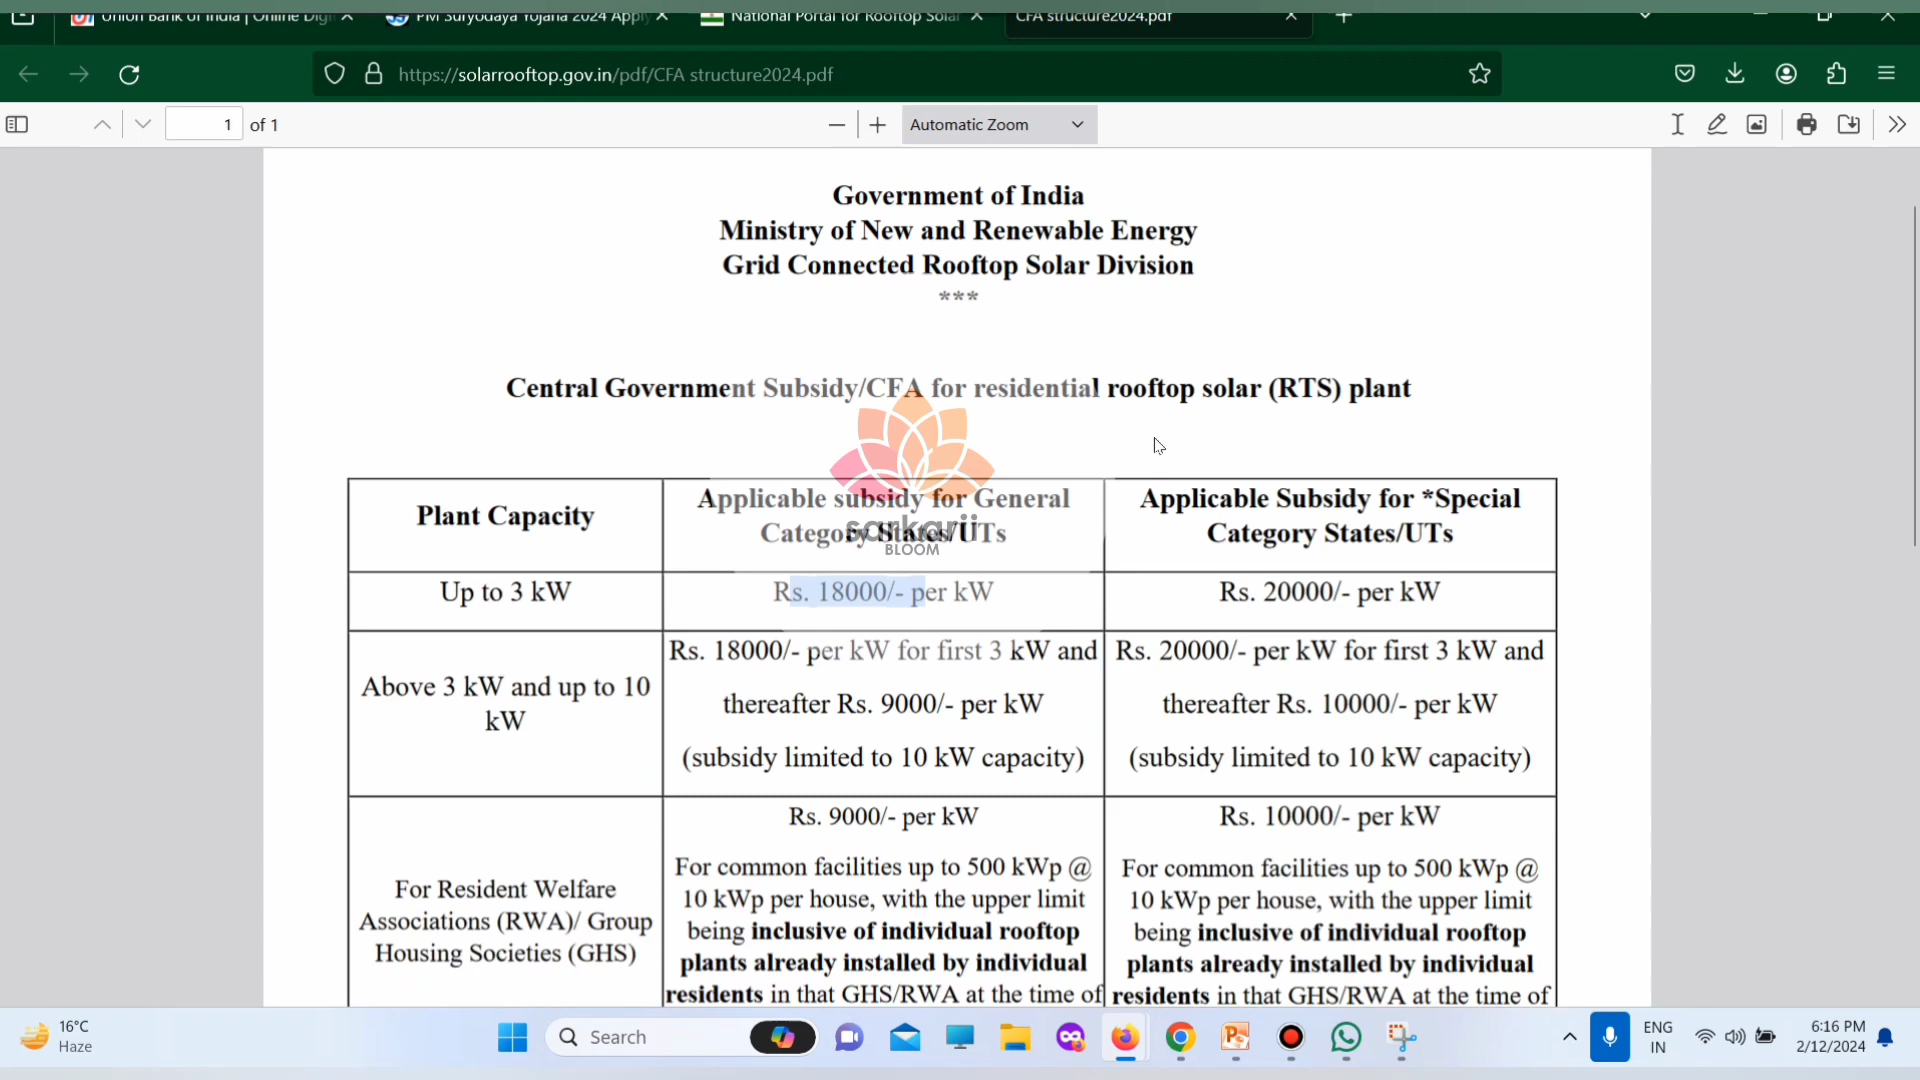 Union Bank of India | Online Digi
PM Suryodaya Yojana 2024 Apply
National Portal for Rooftop Solar
CFA structure2024.pdf
https://solarrooftop.gov.in/pdf/CFA structure2024.pdf
1 of 1
Automatic Zoom
Government of India
Ministry of New and Renewable Energy
Grid Connected Rooftop Solar Division
***
Central Government Subsidy/CFA for residential rooftop solar (RTS) plant
Plant Capacity
Applicable subsidy for General
Category States/UTs
Applicable Subsidy for *Special
Category States/UTs
sarkarii
BLOOM
Up to 3 kW
Rs. 18000/- per kW
Rs. 20000/- per kW
Above 3 kW and up to 10
kW
Rs. 18000/- per kW for first 3 kW and
thereafter Rs. 9000/- per kW
(subsidy limited to 10 kW capacity)
Rs. 20000/- per kW for first 3 kW and
thereafter Rs. 10000/- per kW
(subsidy limited to 10 kW capacity)
For Resident Welfare
Associations (RWA)/ Group
Housing Societies (GHS)
Rs. 9000/- per kW
For common facilities up to 500 kWp @
10 kWp per house, with the upper limit
being inclusive of individual rooftop
plants already installed by individual
residents in that GHS/RWA at the time of
Rs. 10000/- per kW
For common facilities up to 500 kWp @
10 kWp per house, with the upper limit
being inclusive of individual rooftop
plants already installed by individual
residents in that GHS/RWA at the time of
16°C
Haze
Search
ENG
IN
6:16 PM
2/12/2024